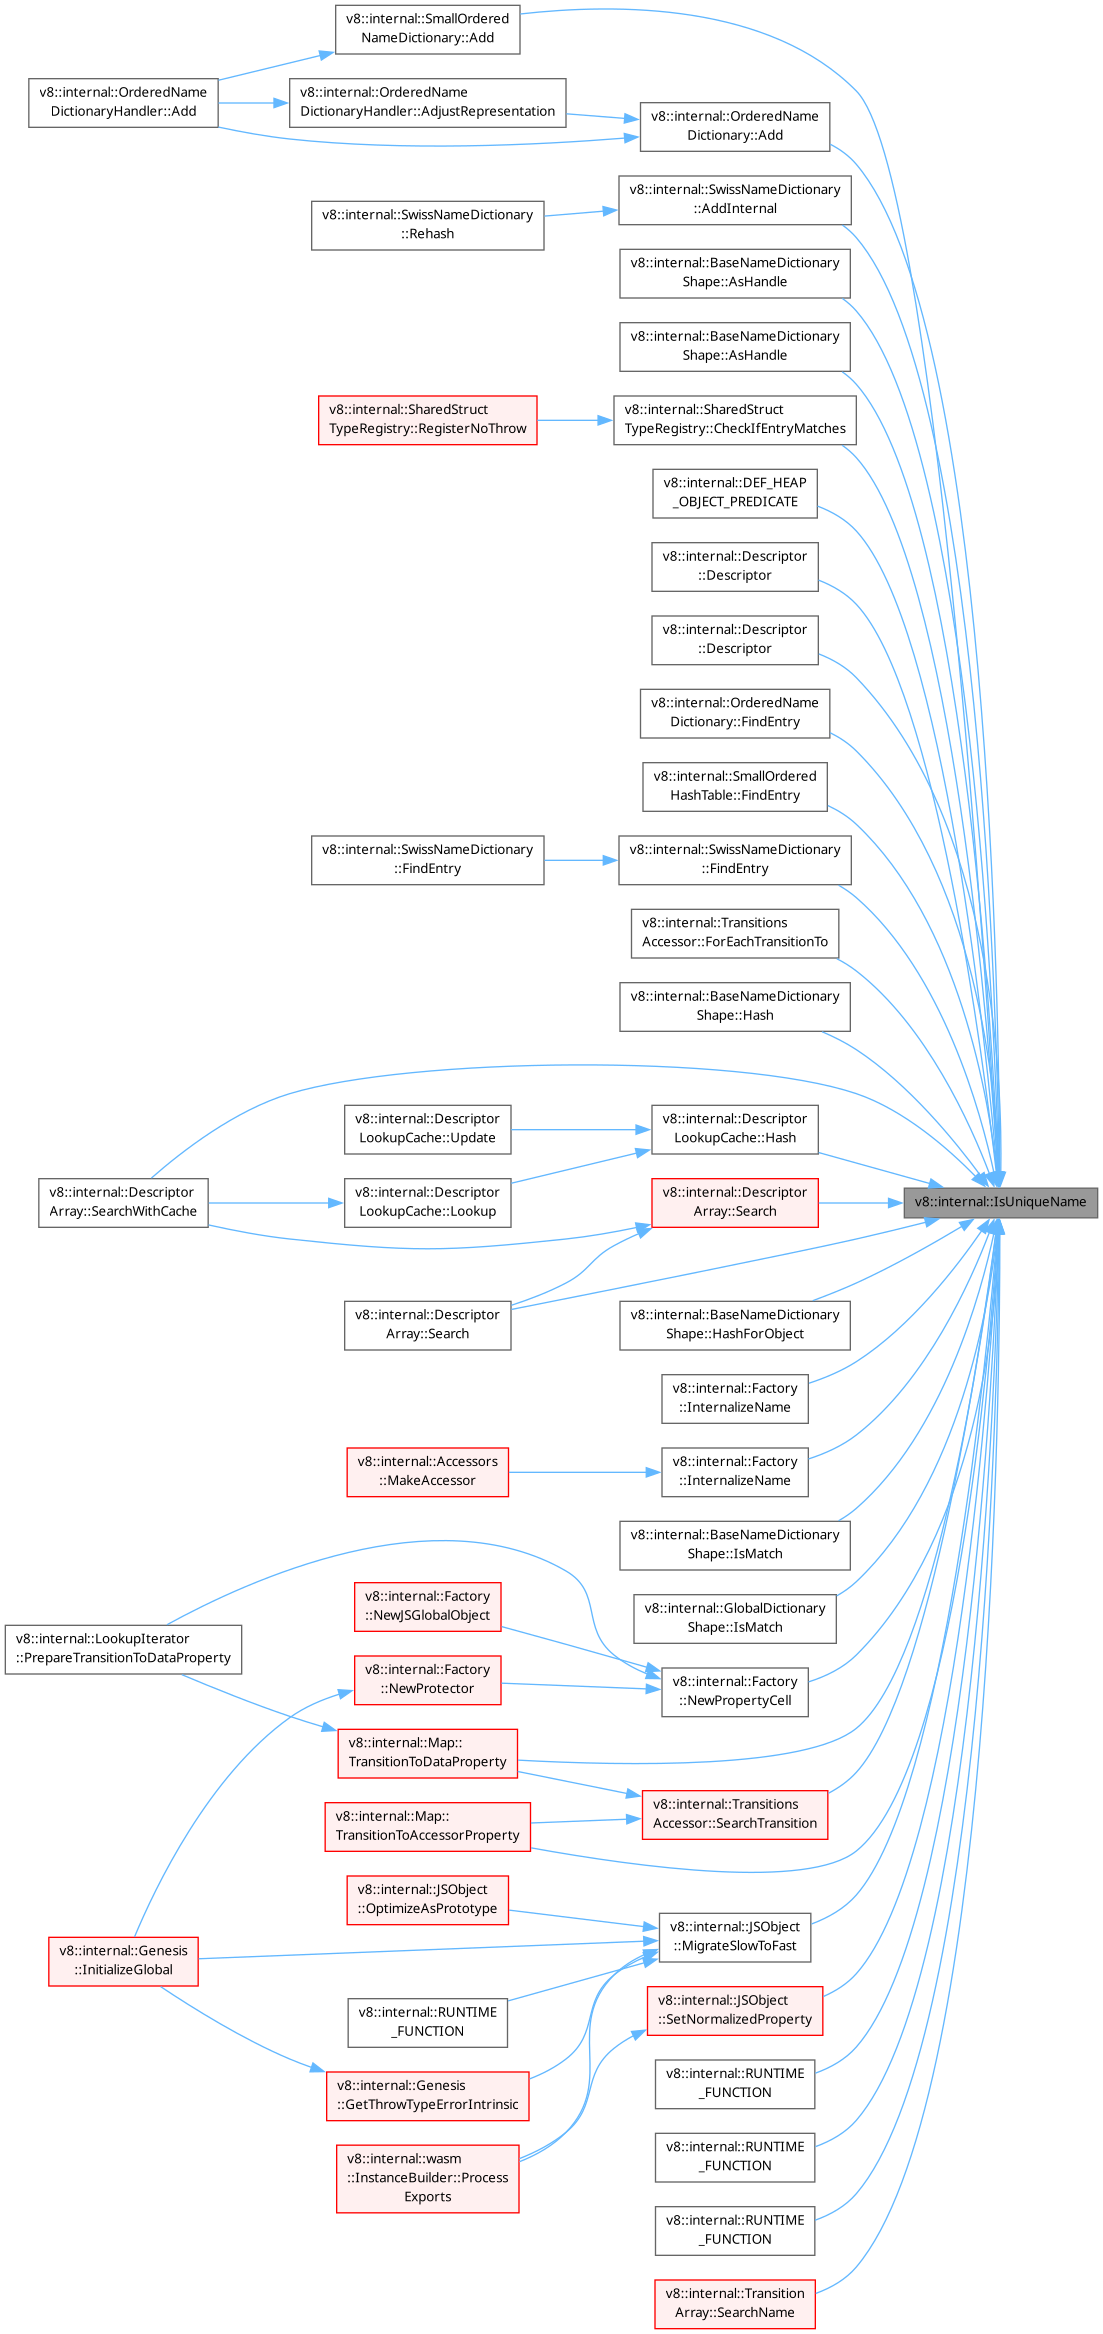 v8::internal::SmallOrdered
NameDictionary::Add
v8::internal::OrderedName
DictionaryHandler::Add
v8::internal::OrderedName
DictionaryHandler::AdjustRepresentation
v8::internal::OrderedName
Dictionary::Add
v8::internal::SwissNameDictionary
::AddInternal
v8::internal::SwissNameDictionary
::Rehash
v8::internal::BaseNameDictionary
Shape::AsHandle
v8::internal::BaseNameDictionary
Shape::AsHandle
v8::internal::SharedStruct
TypeRegistry::RegisterNoThrow
v8::internal::SharedStruct
TypeRegistry::CheckIfEntryMatches
v8::internal::DEF_HEAP
_OBJECT_PREDICATE
v8::internal::Descriptor
::Descriptor
v8::internal::Descriptor
::Descriptor
v8::internal::OrderedName
Dictionary::FindEntry
v8::internal::SmallOrdered
HashTable::FindEntry
v8::internal::SwissNameDictionary
::FindEntry
v8::internal::SwissNameDictionary
::FindEntry
v8::internal::Transitions
Accessor::ForEachTransitionTo
v8::internal::BaseNameDictionary
Shape::Hash
v8::internal::Descriptor
LookupCache::Update
v8::internal::Descriptor
LookupCache::Hash
v8::internal::Descriptor
Array::SearchWithCache
v8::internal::Descriptor
LookupCache::Lookup
v8::internal::Descriptor
Array::Search
v8::internal::IsUniqueName
v8::internal::Descriptor
Array::Search
v8::internal::BaseNameDictionary
Shape::HashForObject
v8::internal::Factory
::InternalizeName
v8::internal::Accessors
::MakeAccessor
v8::internal::Factory
::InternalizeName
v8::internal::BaseNameDictionary
Shape::IsMatch
v8::internal::Factory
::NewJSGlobalObject
v8::internal::GlobalDictionary
Shape::IsMatch
v8::internal::LookupIterator
::PrepareTransitionToDataProperty
v8::internal::Factory
::NewProtector
v8::internal::Factory
::NewPropertyCell
v8::internal::Map::
TransitionToDataProperty
v8::internal::Transitions
Accessor::SearchTransition
v8::internal::Map::
TransitionToAccessorProperty
v8::internal::JSObject
::OptimizeAsPrototype
v8::internal::JSObject
::MigrateSlowToFast
v8::internal::Genesis
::InitializeGlobal
v8::internal::RUNTIME
_FUNCTION
v8::internal::JSObject
::SetNormalizedProperty
v8::internal::Genesis
::GetThrowTypeErrorIntrinsic
v8::internal::RUNTIME
_FUNCTION
v8::internal::wasm
::InstanceBuilder::Process
Exports
v8::internal::RUNTIME
_FUNCTION
v8::internal::RUNTIME
_FUNCTION
v8::internal::Transition
Array::SearchName